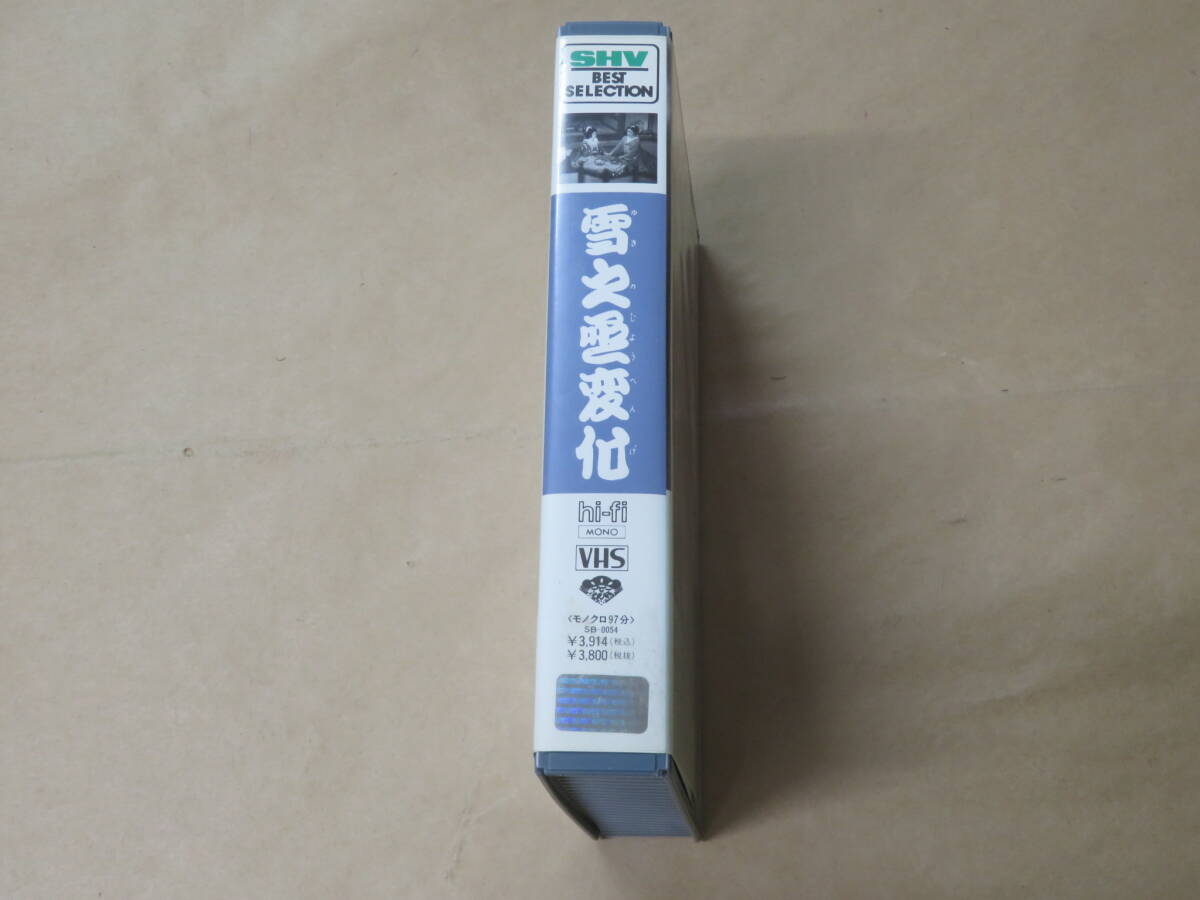 SHV
BEST
SELECTION
雪之丞変化
ゆきのじょうへんげ
hi-fi
MONO
VHS
〈モノクロ97分〉
SB-0054
￥3,914(税込)
￥3,800(税抜)